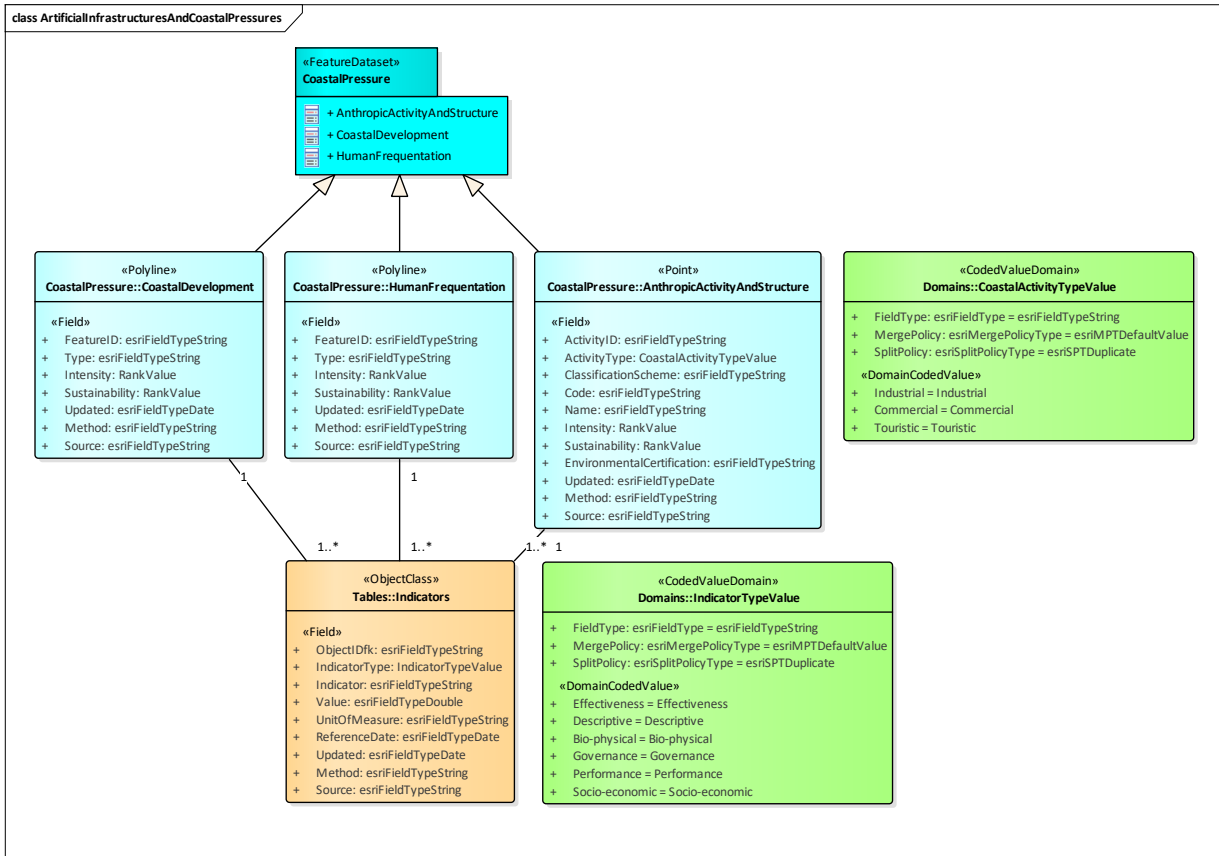 class ArtificialInfrastructuresAndCoastalPressures
«FeatureDataset»
CoastalPressure
+ AnthropicActivityAndStructure
+ CoastalDevelopment
+ HumanFrequentation
«Polyline»
CoastalPressure::CoastalDevelopment
«Field»
+ FeatureID: esriFieldTypeString
+ Type: esriFieldTypeString
+ Intensity: RankValue
+ Sustainability: RankValue
+ Updated: esriFieldTypeDate
+ Method: esriFieldTypeString
+ Source: esriFieldTypeString
«Polyline»
CoastalPressure::HumanFrequentation
«Field»
+ FeatureID: esriFieldTypeString
+ Type: esriFieldTypeString
+ Intensity: RankValue
+ Sustainability: RankValue
+ Updated: esriFieldTypeDate
+ Method: esriFieldTypeString
+ Source: esriFieldTypeString
«Point»
CoastalPressure::AnthropicActivityAndStructure
«Field»
+ ActivityID: esriFieldTypeString
+ ActivityType: CoastalActivityTypeValue
+ ClassificationScheme: esriFieldTypeString
+ Code: esriFieldTypeString
+ Name: esriFieldTypeString
+ Intensity: RankValue
+ Sustainability: RankValue
+ EnvironmentalCertification: esriFieldTypeString
+ Updated: esriFieldTypeDate
+ Method: esriFieldTypeString
+ Source: esriFieldTypeString
«CodedValueDomain»
Domains::CoastalActivityTypeValue
+ FieldType: esriFieldType = esriFieldTypeString
+ MergePolicy: esriMergePolicyType = esriMPTDefaultValue
+ SplitPolicy: esriSplitPolicyType = esriSPTDuplicate
«DomainCodedValue»
+ Industrial = Industrial
+ Commercial = Commercial
+ Touristic = Touristic
1
1
1..*
1..*
1..* 1
«ObjectClass»
Tables::Indicators
«Field»
+ ObjectIDfk: esriFieldTypeString
+ IndicatorType: IndicatorTypeValue
+ Indicator: esriFieldTypeString
+ Value: esriFieldTypeDouble
+ UnitOfMeasure: esriFieldTypeString
+ ReferenceDate: esriFieldTypeDate
+ Updated: esriFieldTypeDate
+ Method: esriFieldTypeString
+ Source: esriFieldTypeString
«CodedValueDomain»
Domains::IndicatorTypeValue
+ FieldType: esriFieldType = esriFieldTypeString
+ MergePolicy: esriMergePolicyType = esriMPTDefaultValue
+ SplitPolicy: esriSplitPolicyType = esriSPTDuplicate
«DomainCodedValue»
+ Effectiveness = Effectiveness
+ Descriptive = Descriptive
+ Bio-physical = Bio-physical
+ Governance = Governance
+ Performance = Performance
+ Socio-economic = Socio-economic